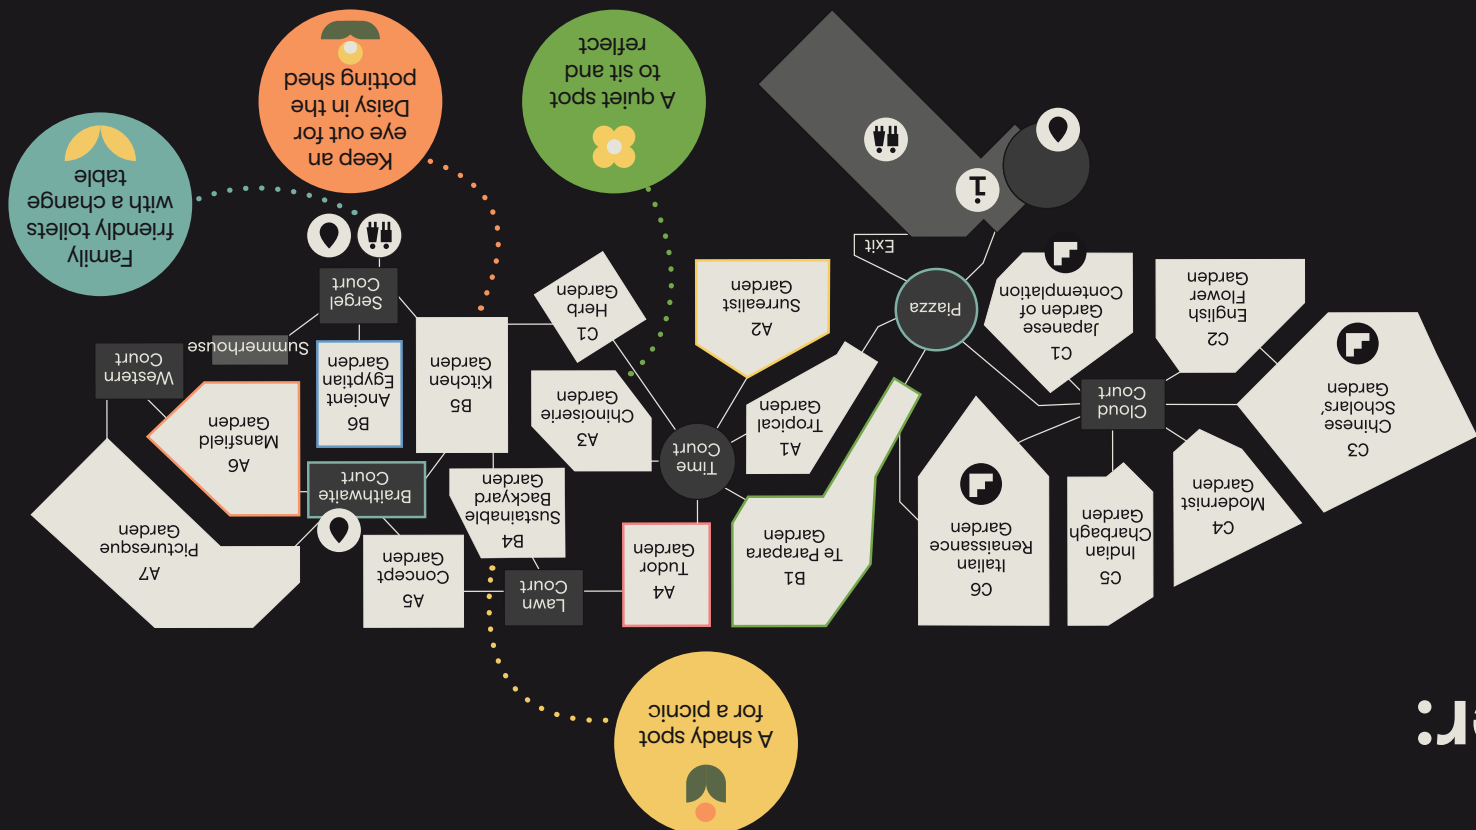 er:
A shady spot
for a picnic
C6
Italian
Renaissance
Garden
C5
Indian
Charbagh
Garden
C4
Modernist
Garden
C3
Chinese
Scholars'
Garden
Cloud
Court
C2
English
Flower
Garden
C1
Japanese
Garden of
Contemplation
Piazza
Exit
i
B1
Te Parapara
Garden
A4
Tudor
Garden
Lawn
Court
A5
Concept
Garden
A7
Picturesque
Garden
B4
Sustainable
Backyard
Garden
Braithwaite
Court
Time
Court
A1
Tropical
Garden
A2
Surrealist
Garden
A3
Chinoiserie
Garden
C1
Herb
Garden
B5
Kitchen
Garden
B6
Ancient
Egyptian
Garden
A6
Mansfield
Garden
Western
Court
Summerhouse
Sergel
Court
A quiet spot
to sit and
reflect
Keep an
eye out for
Daisy in the
potting shed
Family
friendly toilets
with a change
table